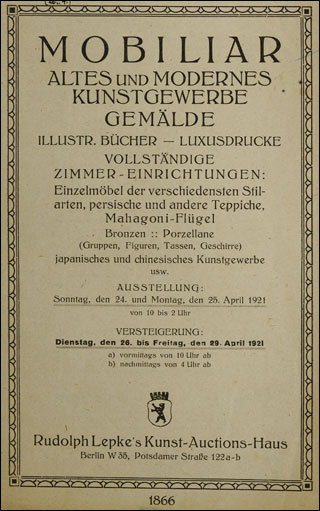 MOBILIAR
ALTES UND MODERNES
KUNSTGEWERBE
GEMÄLDE
ILLUSTR. BÜCHER — LUXUSDRUCKE
VOLLSTÄNDIGE
ZIMMER-EINRICHTUNGEN:
Einzelmöbel der verschiedensten Stil-
arten, persische und andere Teppiche,
Mahagoni-Flügel
Bronzen :: Porzellane
(Gruppen, Figuren, Tassen, Geschirre)
japanisches und chinesisches Kunstgewerbe
usw.
AUSSTELLUNG:
Sonntag, den 24. und Montag, den 25. April 1921
von 10 bis 2 Uhr
VERSTEIGERUNG:
Dienstag, den 26. bis Freitag, den 29. April 1921
a) vormittags von 10 Uhr ab
b) nachmittags von 4 Uhr ab
Rudolph Lepke's Kunst-Auctions-Haus
Berlin W 35, Potsdamer Straße 122a-b
1866